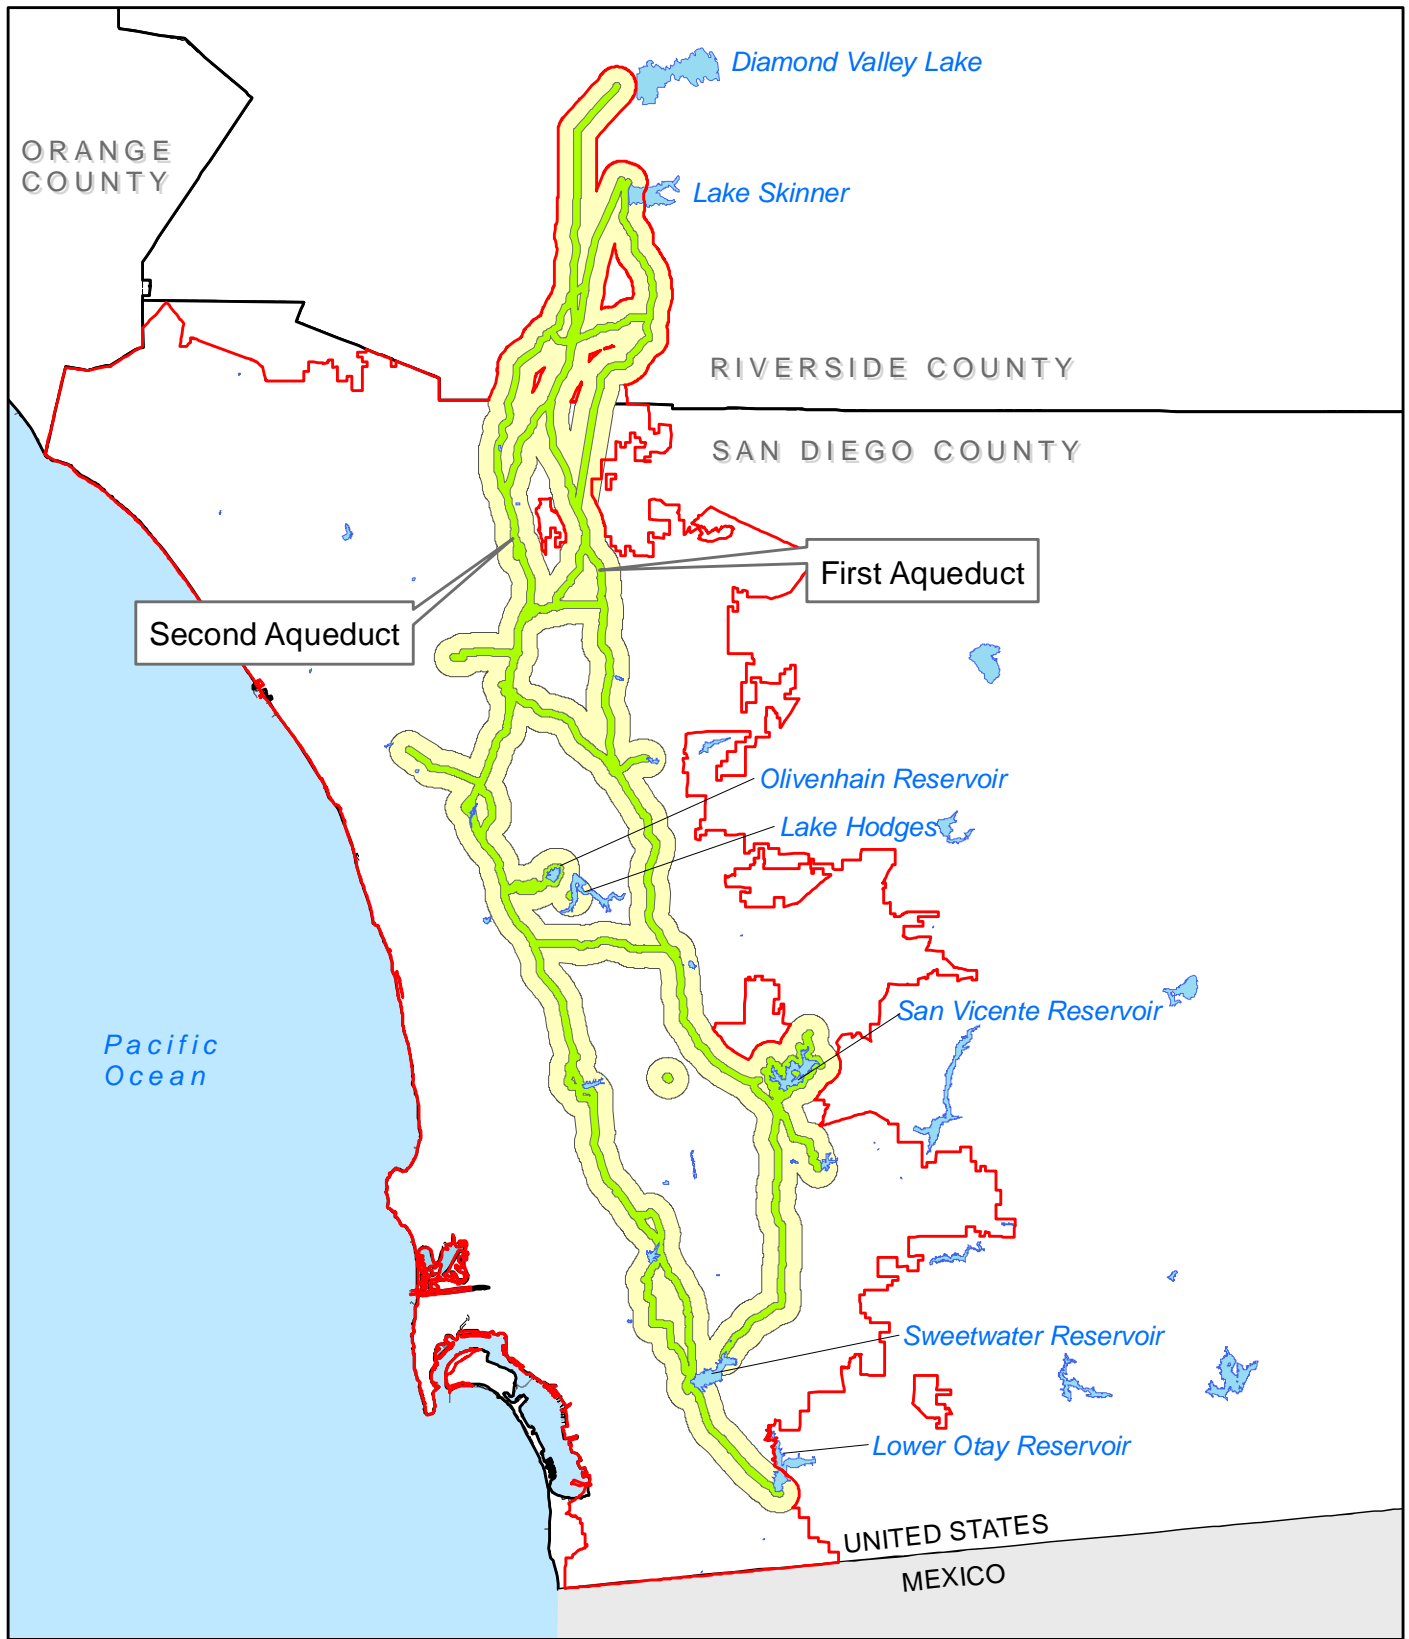 Diamond Valley Lake
ORANGE
COUNTY
Lake Skinner
RIVERSIDE COUNTY
SAN DIEGO COUNTY
First Aqueduct
Second Aqueduct
Olivenhain Reservoir
Lake Hodges
San Vicente Reservoir
Pacific
Ocean
Sweetwater Reservoir
Lower Otay Reservoir
UNITED STATES
MEXICO